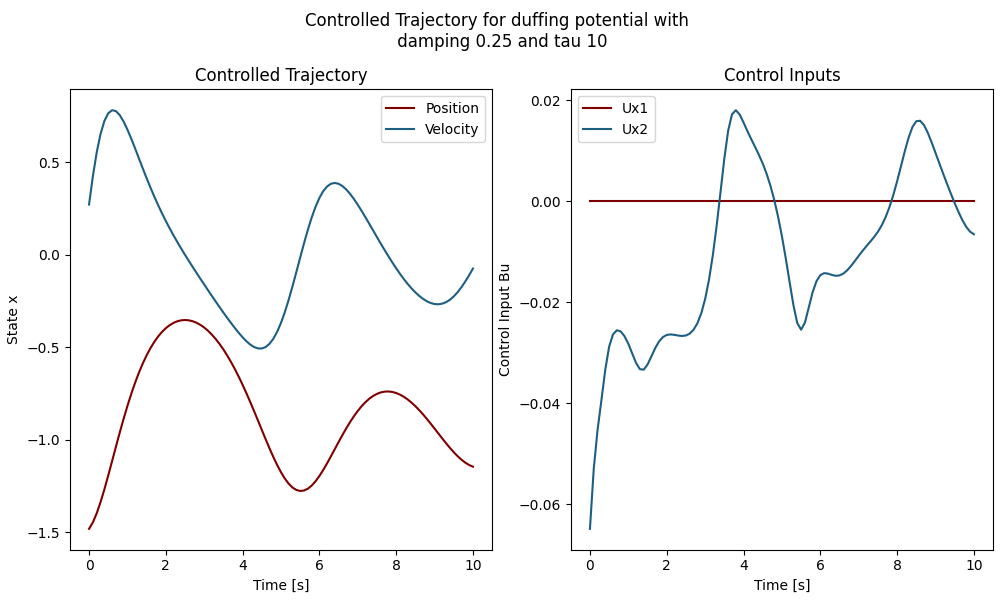 Controlled Trajectory for duffing potential with
damping 0.25 and tau 10
Controlled Trajectory
Position
Velocity
State x
0.5
0.0
−0.5
−1.0
−1.5
0
2
4
6
8
10
Time [s]
Control Inputs
Ux1
Ux2
Control Input Bu
0.02
0.00
−0.02
−0.04
−0.06
0
2
4
6
8
10
Time [s]